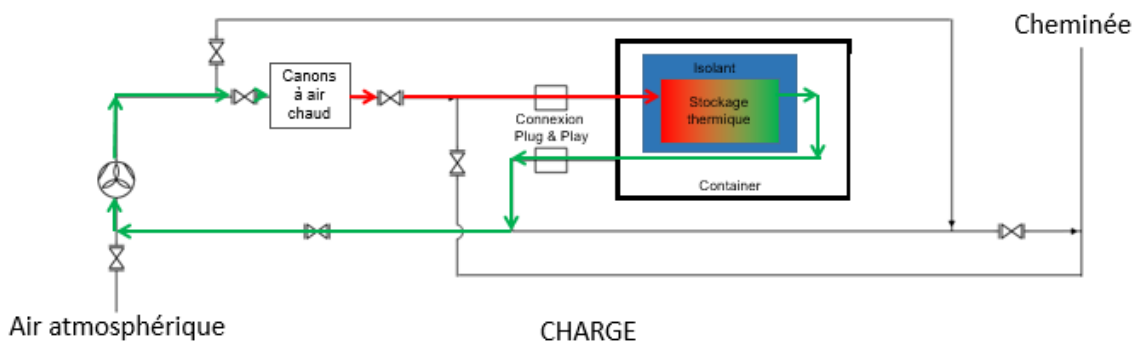 Cheminée
Isolant
Canons
à air
chaud
Stockage
thermique
Connexion
Plug & Play
Container
Air atmosphérique
CHARGE